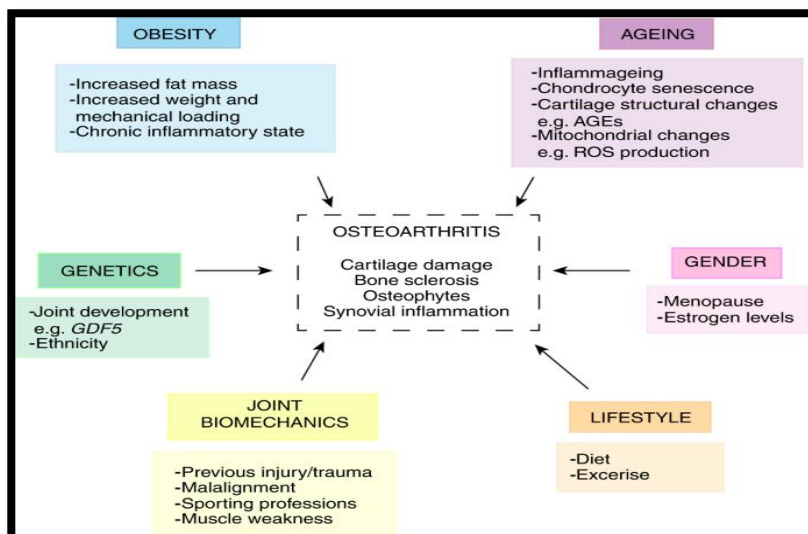 OBESITY
-Increased fat mass
-Increased weight and
mechanical loading
-Chronic inflammatory state
AGEING
-Inflammageing
-Chondrocyte senescence
-Cartilage structural changes
e.g. AGEs
-Mitochondrial changes
e.g. ROS production
OSTEOARTHRITIS
Cartilage damage
Bone sclerosis
Osteophytes
Synovial inflammation
GENETICS
-Joint development
e.g. GDF5
-Ethnicity
GENDER
-Menopause
-Estrogen levels
JOINT
BIOMECHANICS
-Previous injury/trauma
-Malalignment
-Sporting professions
-Muscle weakness
LIFESTYLE
-Diet
-Excerise